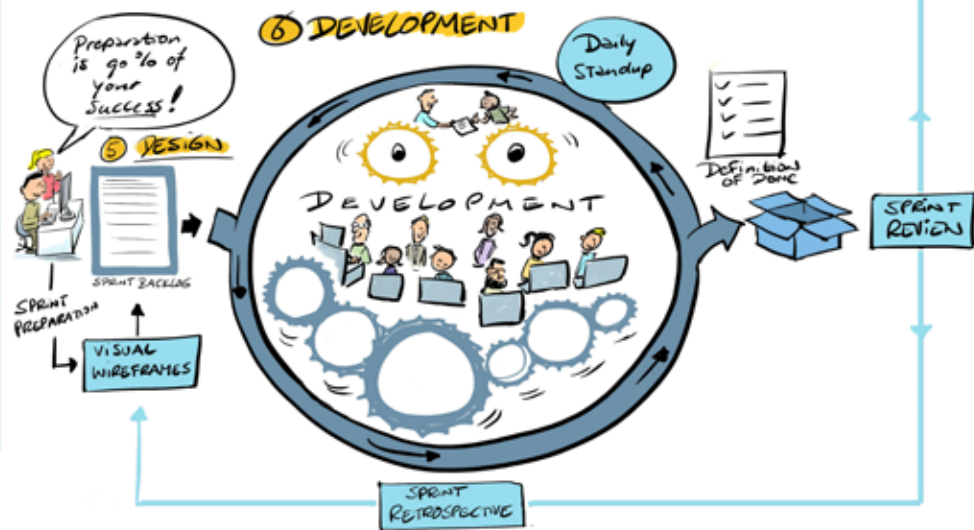 ⑥ DEVELOPMENT
Preparation
is 90% of
your
success!
Daily
Standup
⑤ DESIGN
DEFINITION
OF DONE
DEVELOPMENT
SPRINT
REVIEW
SPRINT BACKLOG
SPRINT
PREPARATION
VISUAL
WIREFRAMES
SPRINT
RETROSPECTIVE